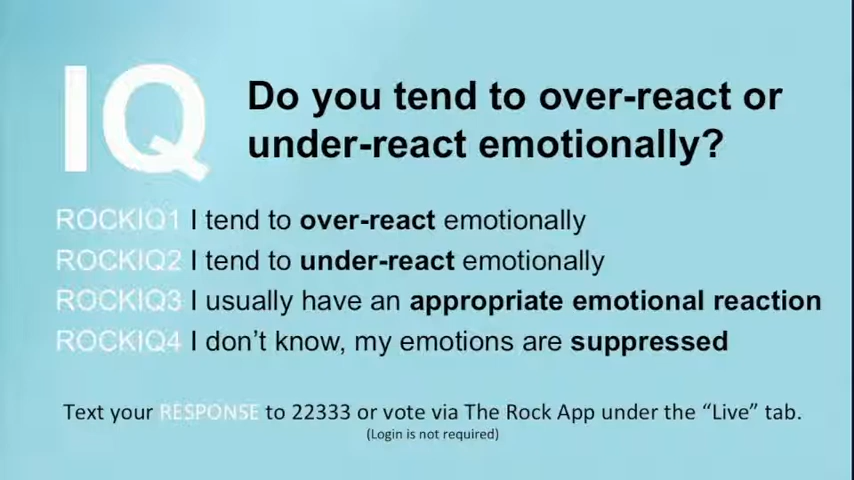 IQ
Do you tend to over-react or
under-react emotionally?
ROCKIQ1 I tend to over-react emotionally
ROCKIQ2 I tend to under-react emotionally
ROCKIQ3 I usually have an appropriate emotional reaction
ROCKIQ4 I don’t know, my emotions are suppressed
Text your RESPONSE to 22333 or vote via The Rock App under the “Live” tab.
(Login is not required)